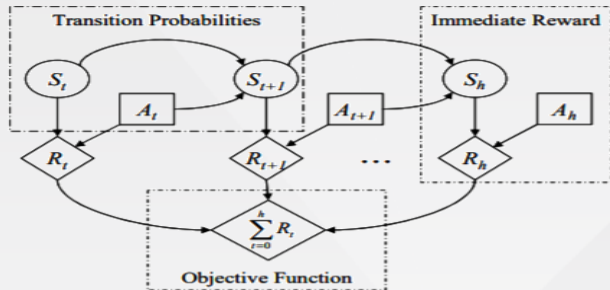 Transition Probabilities
Immediate Reward
S_t
S_{t+1}
S_h
A_t
A_{t+1}
A_h
R_t
R_{t+1}
...
R_h
\sum_{t=0}^{h} R_t
Objective Function